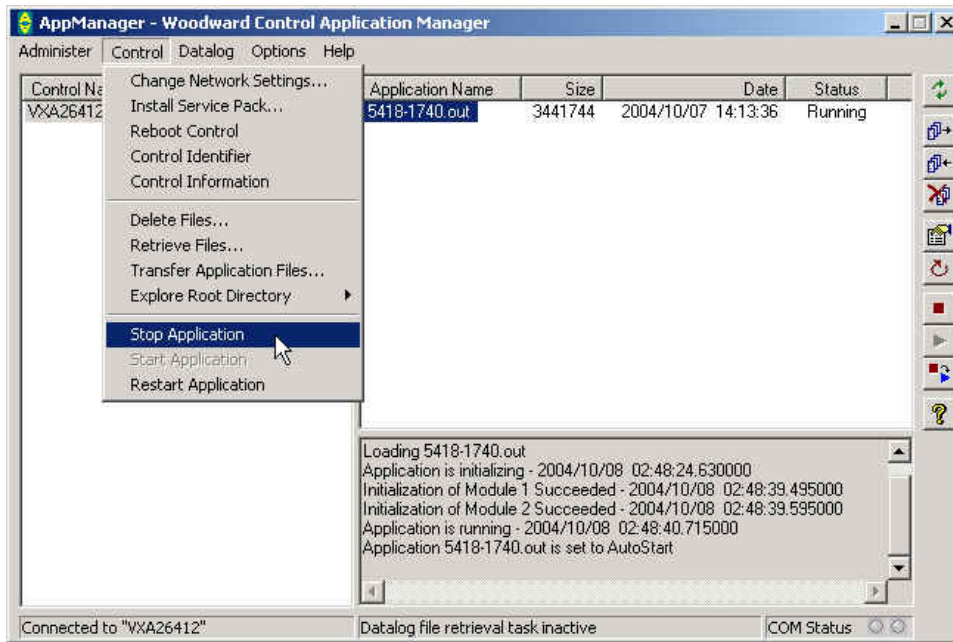 AppManager - Woodward Control Application Manager
Administer Control Datalog Options Help
Control Na
VXA26412
Change Network Settings...
Install Service Pack...
Reboot Control
Control Identifier
Control Information
Delete Files...
Retrieve Files...
Transfer Application Files...
Explore Root Directory
Stop Application
Start Application
Restart Application
Application Name Size Date Status
5418-1740.out 3441744 2004/10/07 14:13:36 Running
Loading 5418-1740.out
Application is initializing - 2004/10/08 02:48:24.630000
Initialization of Module 1 Succeeded - 2004/10/08 02:48:39.495000
Initialization of Module 2 Succeeded - 2004/10/08 02:48:39.595000
Application is running - 2004/10/08 02:48:40.715000
Application 5418-1740.out is set to AutoStart
Connected to "VXA26412" Datalog file retrieval task inactive COM Status